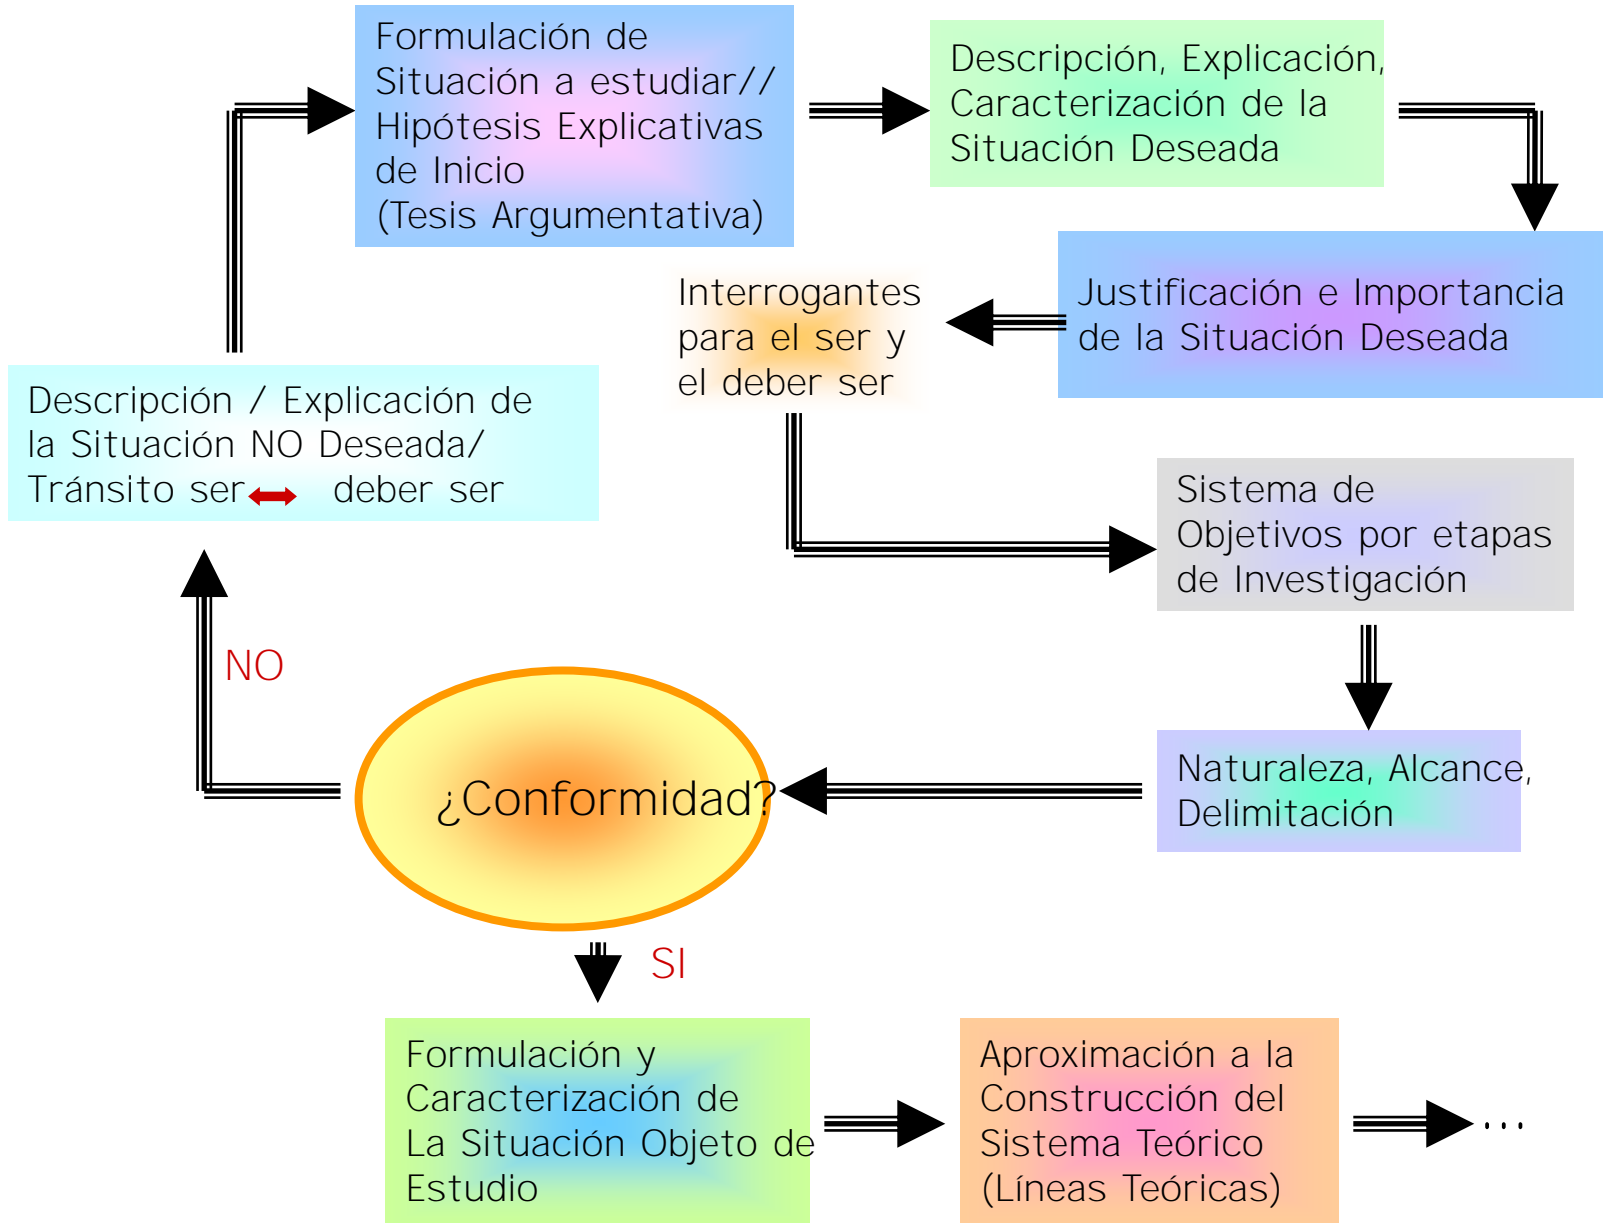 Formulación de
Situación a estudiar//
Hipótesis Explicativas
de Inicio
(Tesis Argumentativa)
Descripción, Explicación,
Caracterización de la
Situación Deseada
Justificación e Importancia
de la Situación Deseada
Interrogantes
para el ser y
el deber ser
Descripción / Explicación de
la Situación NO Deseada/
Tránsito ser deber ser
Sistema de
Objetivos por etapas
de Investigación
NO
Naturaleza, Alcance,
Delimitación
¿Conformidad?
SI
Formulación y
Caracterización de
La Situación Objeto de
Estudio
Aproximación a la
Construcción del
Sistema Teórico
(Líneas Teóricas)
...